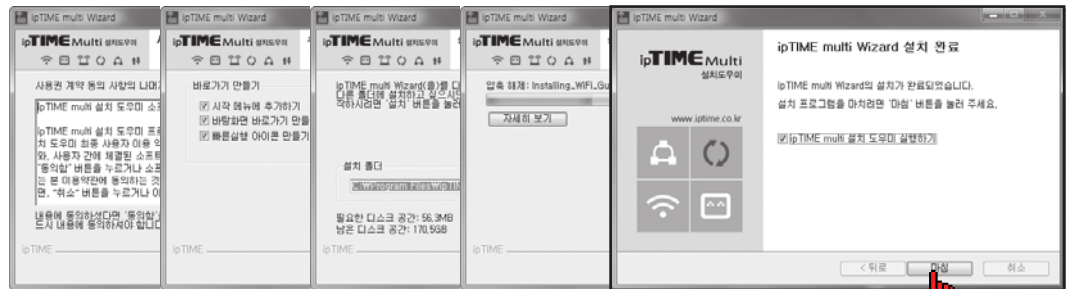 ipTIME multi Wizard
ipTIME Multi 설치도우미
사용권 계약 동의 사항의 나머
ipTIME multi 설치 도우미 소프
ipTIME multi 설치 도우미 프
치 도우미 최종 사용자 이용 약
와, 사용자 간에 체결된 소프트
"동의함" 버튼을 누르거나 소프
는 본 이용약관에 동의하는 것
면, "취소" 버튼을 누르거나 이
내용에 동의하셨다면 '동의함'
드시 내용에 동의하셔야 합니다
ipTIME
ipTIME multi Wizard
ipTIME Multi 설치도우미
바로가기 만들기
시작 메뉴에 추가하기
바탕화면 바로가기 만들
빠른실행 아이콘 만들기
ipTIME
ipTIME multi Wizard
ipTIME Multi 설치도우미
ipTIME multi Wizard(을)를 다
다른 폴더에 설치하고 싶으시면
작하시려면 '설치' 버튼을 눌러
설치 폴더
C:\Program Files\ipTIM
필요한 디스크 공간: 56.3MB
남은 디스크 공간: 170.5GB
ipTIME
ipTIME multi Wizard
ipTIME Multi 설치도우미
압축 해제: Installing_WIFI_Gu
자세히 보기
ipTIME
ipTIME multi Wizard
ipTIME Multi
설치도우미
www.iptime.co.kr
ipTIME multi Wizard 설치 완료
ipTIME multi Wizard의 설치가 완료되었습니다.
설치 프로그램을 마치려면 '마침' 버튼을 눌러 주세요.
ipTIME multi 설치 도우미 실행하기
< 뒤로
마침
취소